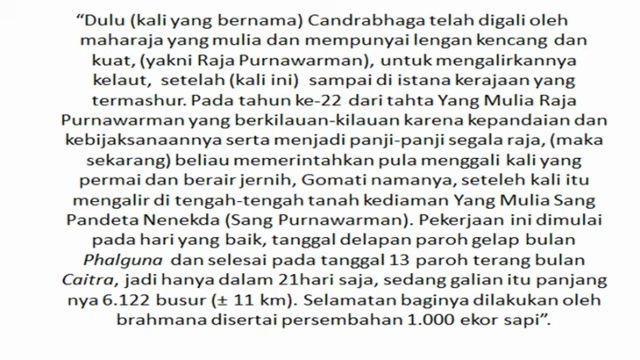 “Dulu (kali yang bernama) Candrabhaga telah digali oleh
maharaja yang mulia dan mempunyai lengan kencang dan
kuat, (yakni Raja Purnawarman), untuk mengalirkannya
kelaut, setelah (kali ini) sampai di istana kerajaan yang
termashur. Pada tahun ke-22 dari tahta Yang Mulia Raja
Purnawarman yang berkilauan-kilauan karena kepandaian dan
kebijaksanaannya serta menjadi panji-panji segala raja, (maka
sekarang) beliau memerintahkan pula menggali kali yang
permai dan berair jernih, Gomati namanya, seteleh kali itu
mengalir di tengah-tengah tanah kediaman Yang Mulia Sang
Pandeta Nenekda (Sang Purnawarman). Pekerjaan ini dimulai
pada hari yang baik, tanggal delapan paroh gelap bulan
Phalguna dan selesai pada tanggal 13 paroh terang bulan
Caitra, jadi hanya dalam 21hari saja, sedang galian itu panjang
nya 6.122 busur (± 11 km). Selamatan baginya dilakukan oleh
brahmana disertai persembahan 1.000 ekor sapi”.